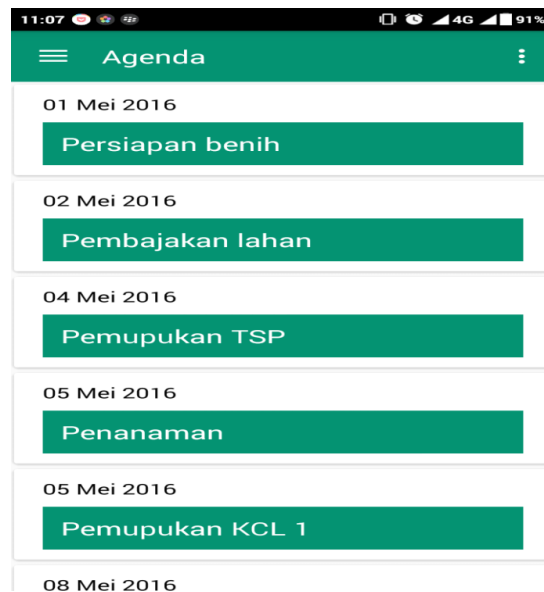 11:07 4G 91%
Agenda
01 Mei 2016
Persiapan benih
02 Mei 2016
Pembajakan lahan
04 Mei 2016
Pemupukan TSP
05 Mei 2016
Penanaman
05 Mei 2016
Pemupukan KCL 1
08 Mei 2016